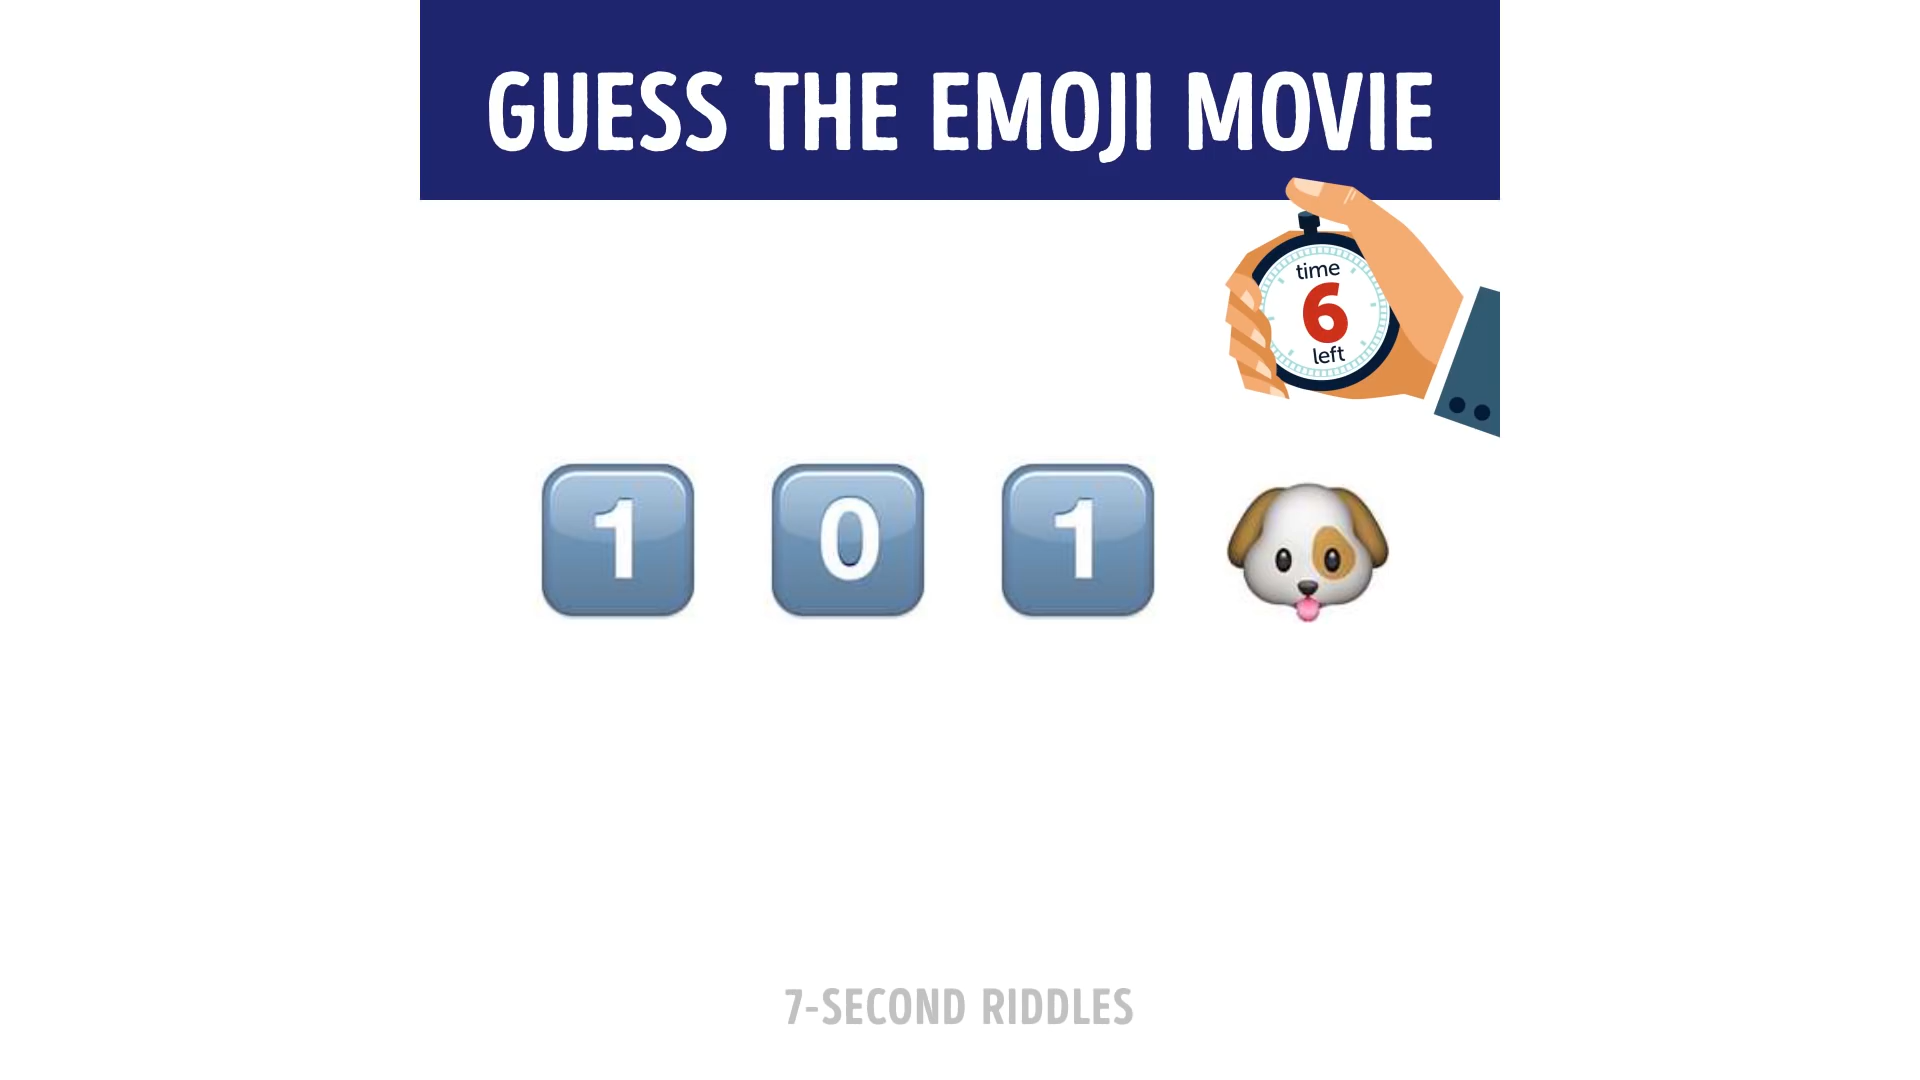 GUESS THE EMOJI MOVIE
time
6
left
1 0 1
7-SECOND RIDDLES